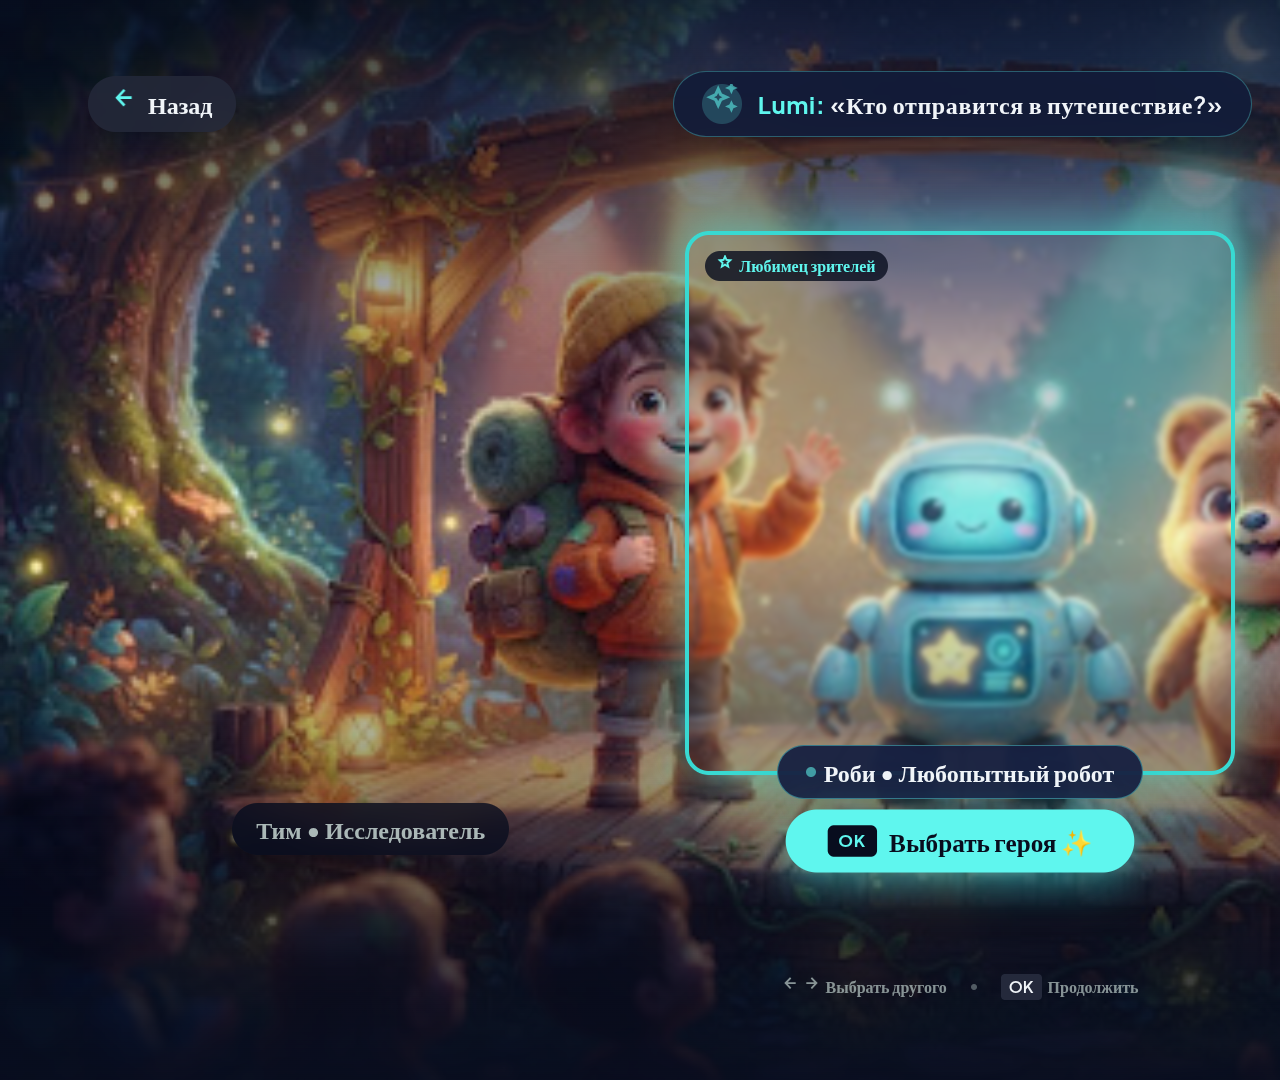 Назад
Lumi: «Кто отправится в путешествие?»
Любимец зрителей
Роби • Любопытный робот
Тим • Исследователь
OK Выбрать героя ✨
Выбрать другого • OK Продолжить